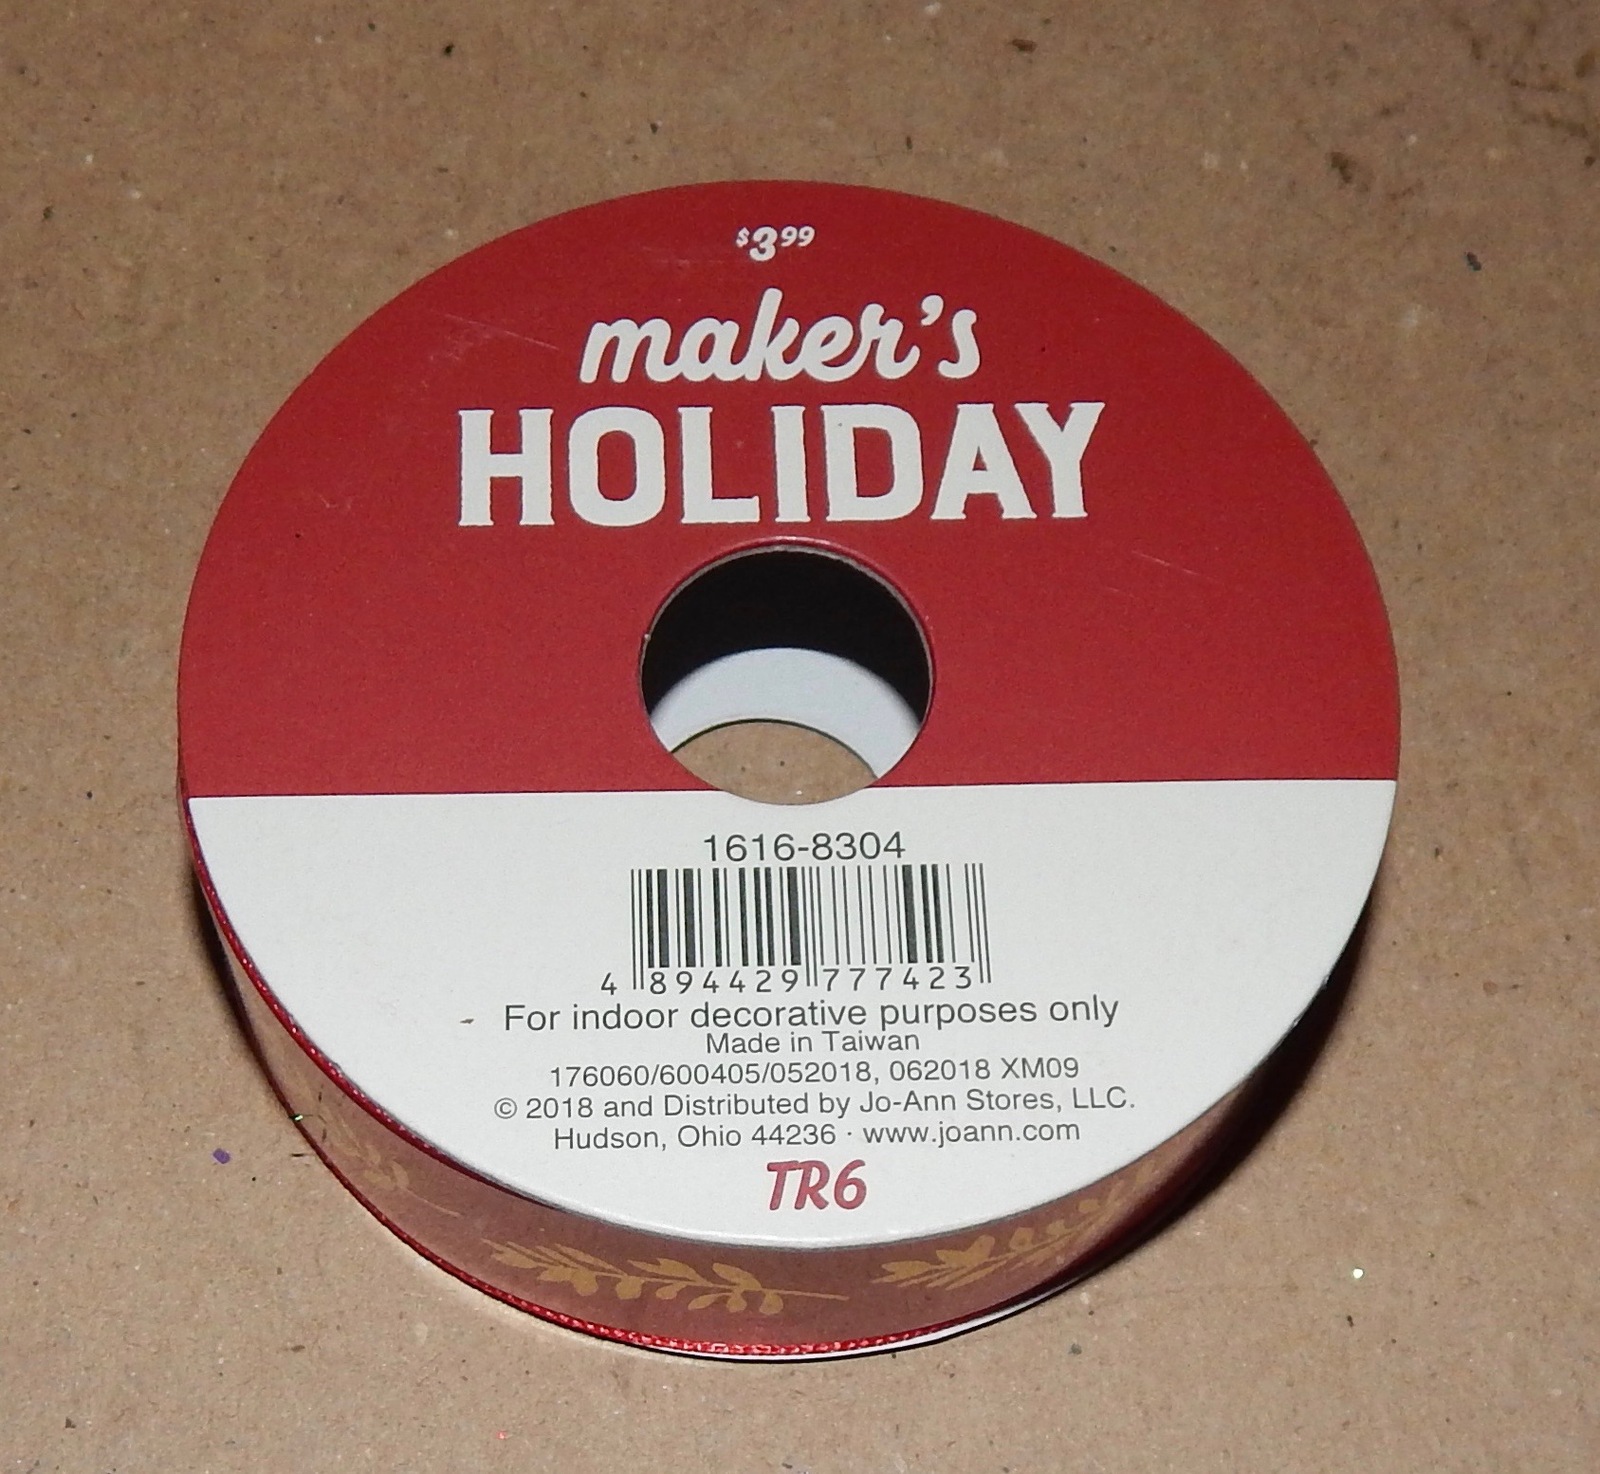 $3.99
maker's
HOLIDAY
1616-8304
4 894429 777423
For indoor decorative purposes only
Made in Taiwan
176060/600405/052018, 062018 XM09
© 2018 and Distributed by Jo-Ann Stores, LLC.
Hudson, Ohio 44236 · www.joann.com
TR6